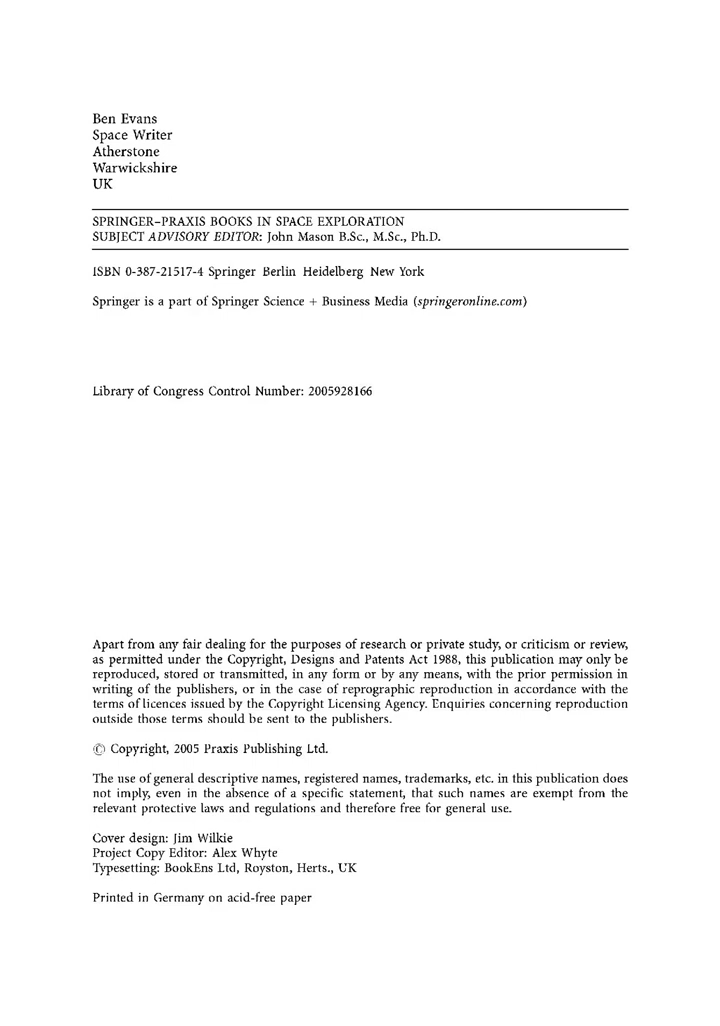 Ben Evans
Space Writer
Atherstone
Warwickshire
UK
SPRINGER–PRAXIS BOOKS IN SPACE EXPLORATION
SUBJECT ADVISORY EDITOR: John Mason B.Sc., M.Sc., Ph.D.
ISBN 0-387-21517-4 Springer Berlin Heidelberg New York
Springer is a part of Springer Science + Business Media (springeronline.com)
Library of Congress Control Number: 2005928166
Apart from any fair dealing for the purposes of research or private study, or criticism or review,
as permitted under the Copyright, Designs and Patents Act 1988, this publication may only be
reproduced, stored or transmitted, in any form or by any means, with the prior permission in
writing of the publishers, or in the case of reprographic reproduction in accordance with the
terms of licences issued by the Copyright Licensing Agency. Enquiries concerning reproduction
outside those terms should be sent to the publishers.
© Copyright, 2005 Praxis Publishing Ltd.
The use of general descriptive names, registered names, trademarks, etc. in this publication does
not imply, even in the absence of a specific statement, that such names are exempt from the
relevant protective laws and regulations and therefore free for general use.
Cover design: Jim Wilkie
Project Copy Editor: Alex Whyte
Typesetting: BookEns Ltd, Royston, Herts., UK
Printed in Germany on acid-free paper